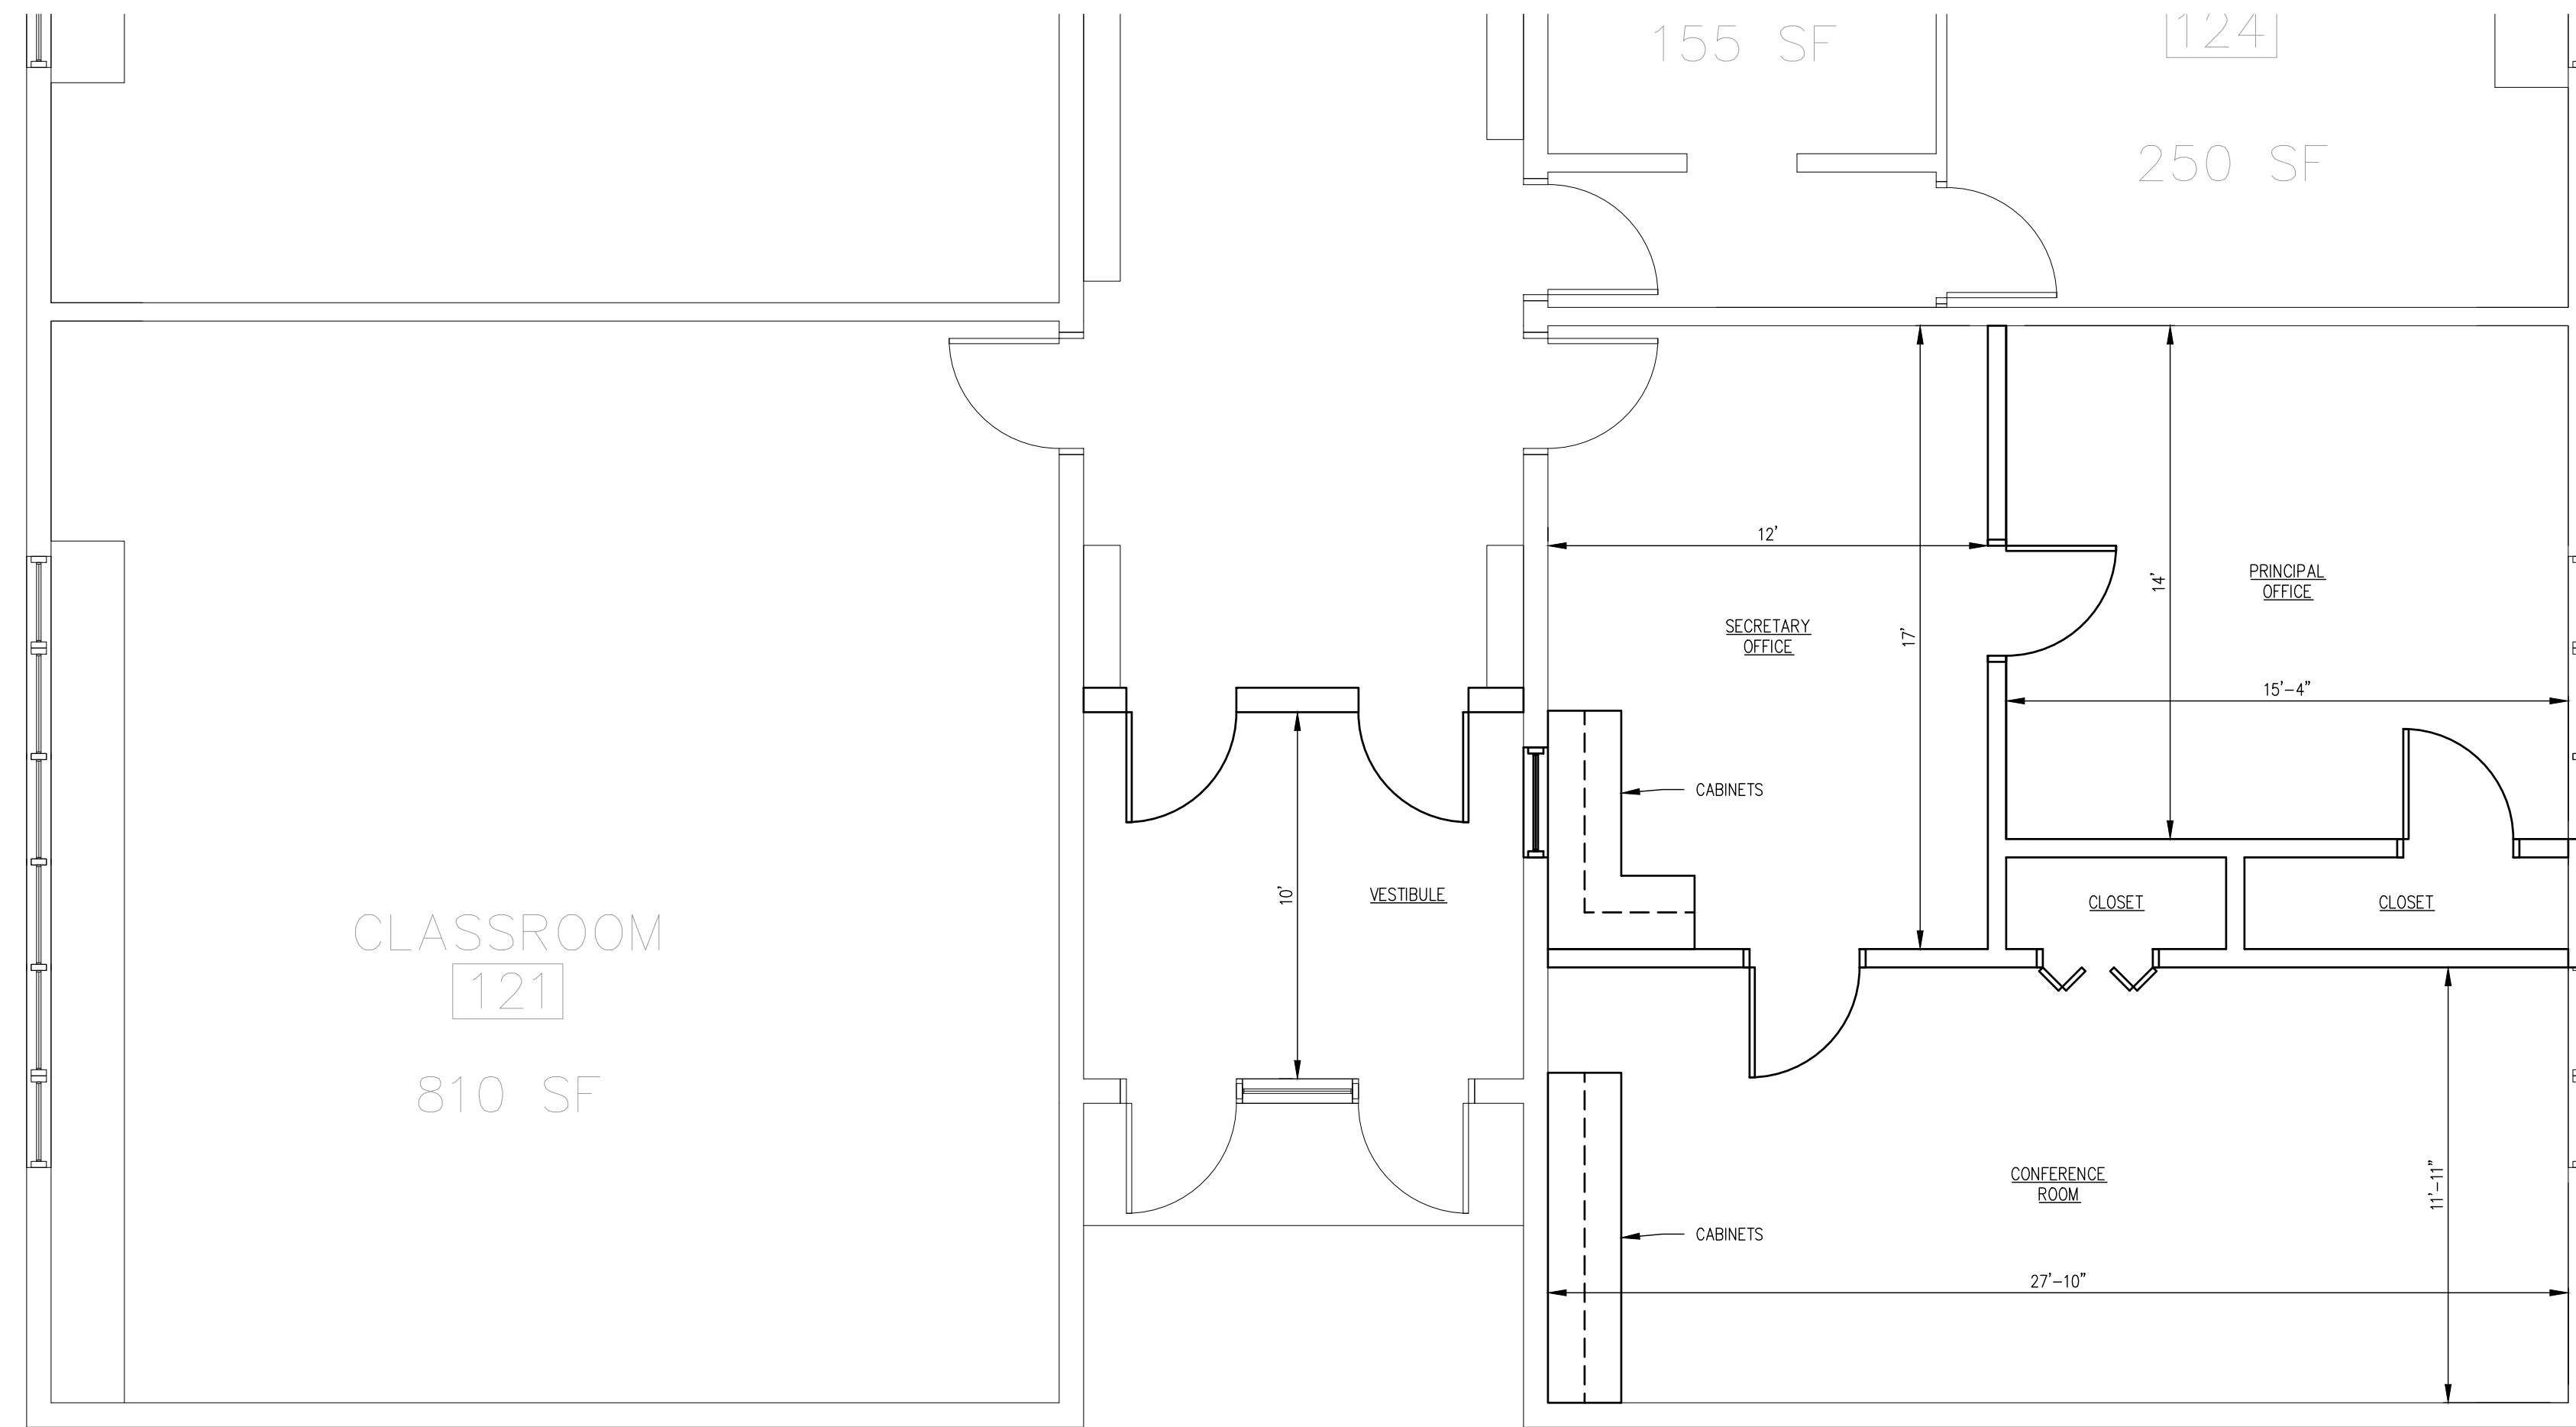 155 SF
124
250 SF
12'
17'
14'
PRINCIPAL
OFFICE
SECRETARY
OFFICE
15'-4"
CABINETS
10'
VESTIBULE
CLOSET
CLOSET
CLASSROOM
121
810 SF
CONFERENCE
ROOM
11'-11"
CABINETS
27'-10"